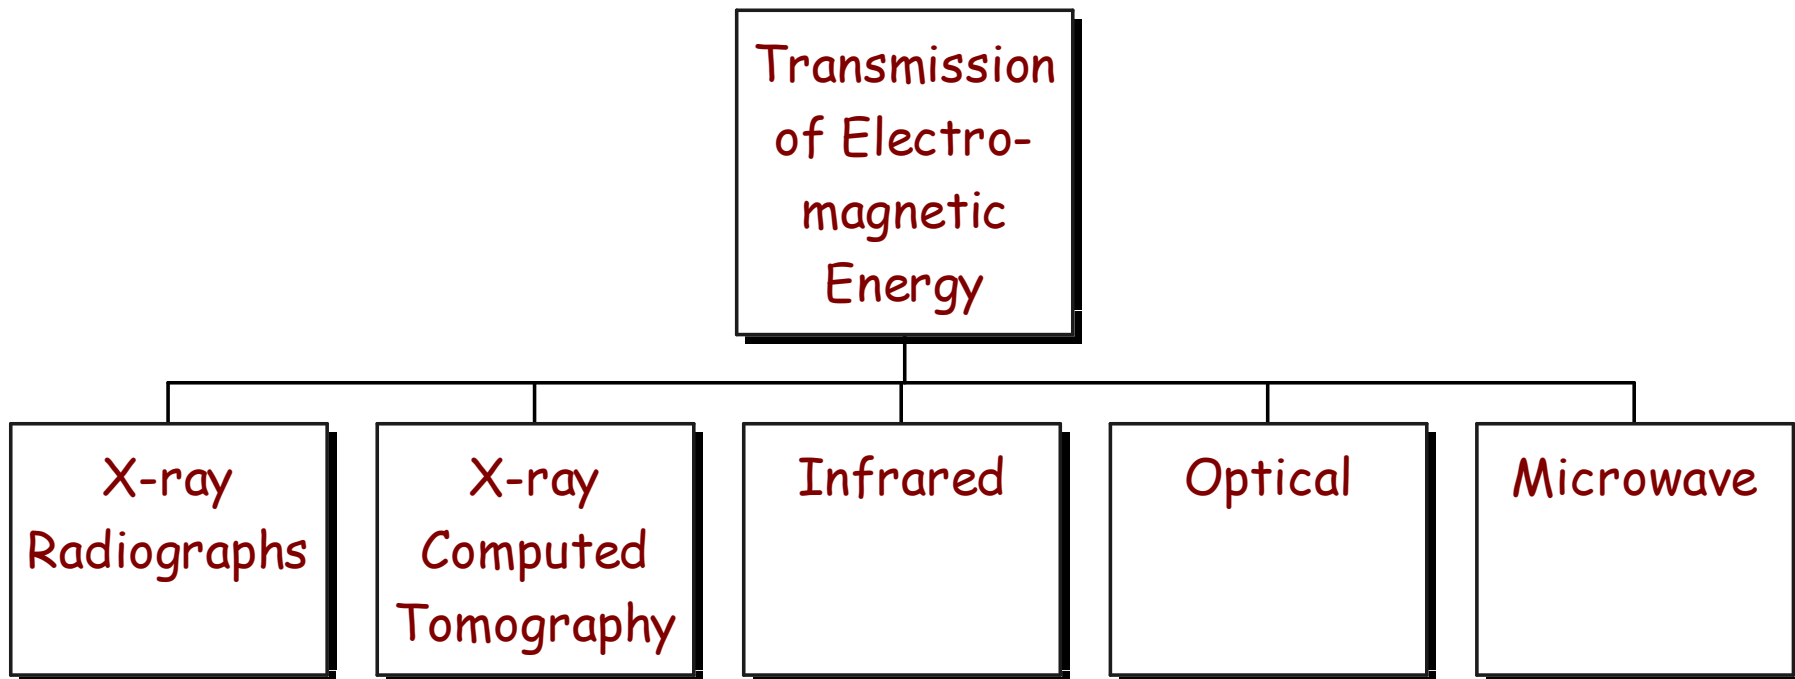 Transmission
of Electro-
magnetic
Energy
X-ray
Radiographs
X-ray
Computed
Tomography
Infrared
Optical
Microwave